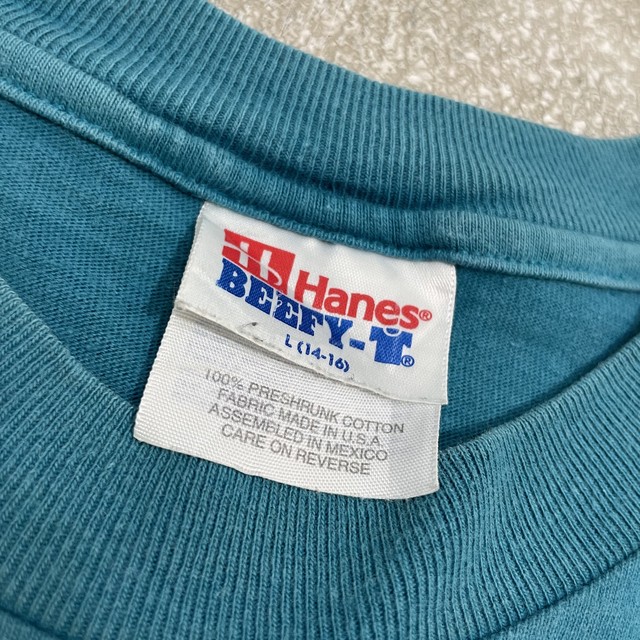 Hanes®
BEEFY-T®
L (14-16)
100% PRESHRUNK COTTON
FABRIC MADE IN U.S.A.
ASSEMBLED IN MEXICO
CARE ON REVERSE